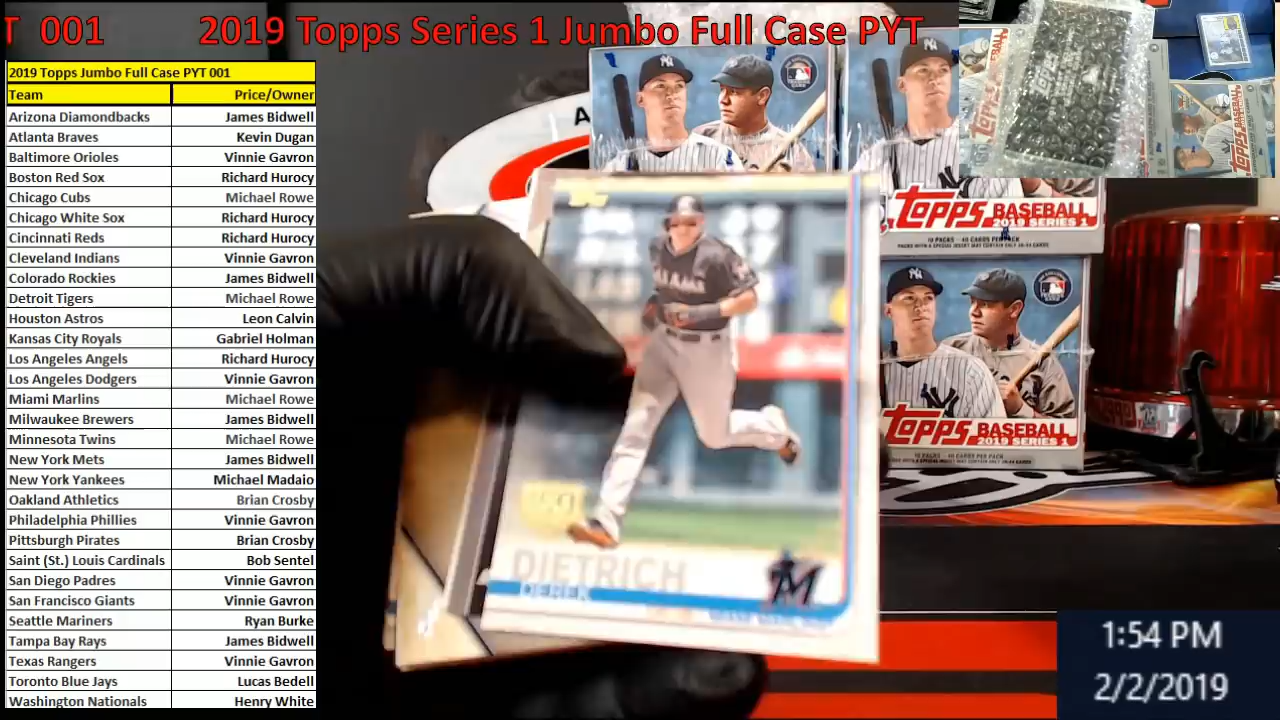 T 001 2019 Topps Series 1 Jumbo Full Case PYT
2019 Topps Jumbo Full Case PYT 001
Team Price/Owner
Arizona Diamondbacks James Bidwell
Atlanta Braves Kevin Dugan
Baltimore Orioles Vinnie Gavron
Boston Red Sox Richard Hurocy
Chicago Cubs Michael Rowe
Chicago White Sox Richard Hurocy
Cincinnati Reds Richard Hurocy
Cleveland Indians Vinnie Gavron
Colorado Rockies James Bidwell
Detroit Tigers Michael Rowe
Houston Astros Leon Calvin
Kansas City Royals Gabriel Holman
Los Angeles Angels Richard Hurocy
Los Angeles Dodgers Vinnie Gavron
Miami Marlins Michael Rowe
Milwaukee Brewers James Bidwell
Minnesota Twins Michael Rowe
New York Mets James Bidwell
New York Yankees Michael Madaio
Oakland Athletics Brian Crosby
Philadelphia Phillies Vinnie Gavron
Pittsburgh Pirates Brian Crosby
Saint (St.) Louis Cardinals Bob Sentel
San Diego Padres Vinnie Gavron
San Francisco Giants Vinnie Gavron
Seattle Mariners Ryan Burke
Tampa Bay Rays James Bidwell
Texas Rangers Vinnie Gavron
Toronto Blue Jays Lucas Bedell
Washington Nationals Henry White
A
TOPPS BASEBALL
2019 SERIES 1
TOPPS BASEBALL
2019 SERIES 1
DIETRICH
DEREK
M
TOPPS
TOPPS
BASEBALL
1:54 PM
2/2/2019